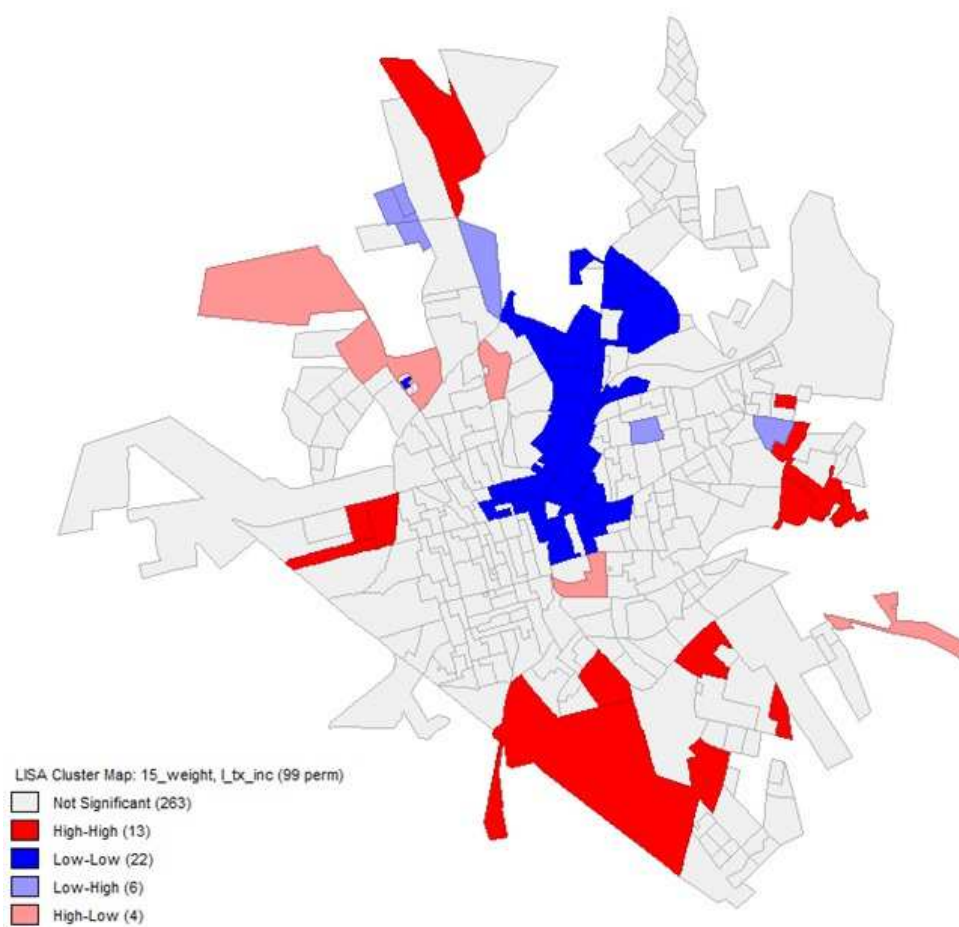 LISA Cluster Map: 15_weight, I_tx_inc (99 perm)
Not Significant (263)
High-High (13)
Low-Low (22)
Low-High (6)
High-Low (4)